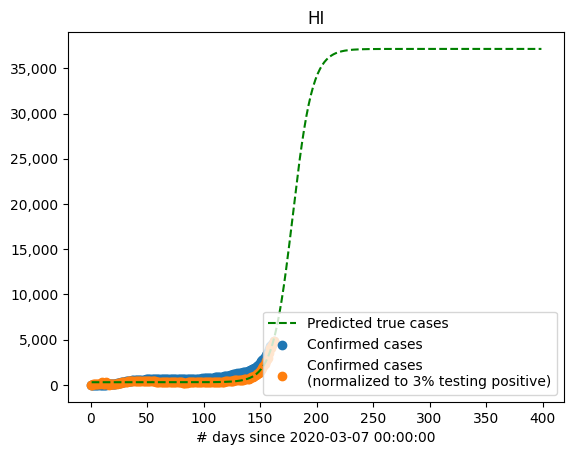 HI
35,000
30,000
25,000
20,000
15,000
10,000
5,000
0
Predicted true cases
Confirmed cases
Confirmed cases
(normalized to 3% testing positive)
0 50 100 150 200 250 300 350 400
# days since 2020-03-07 00:00:00